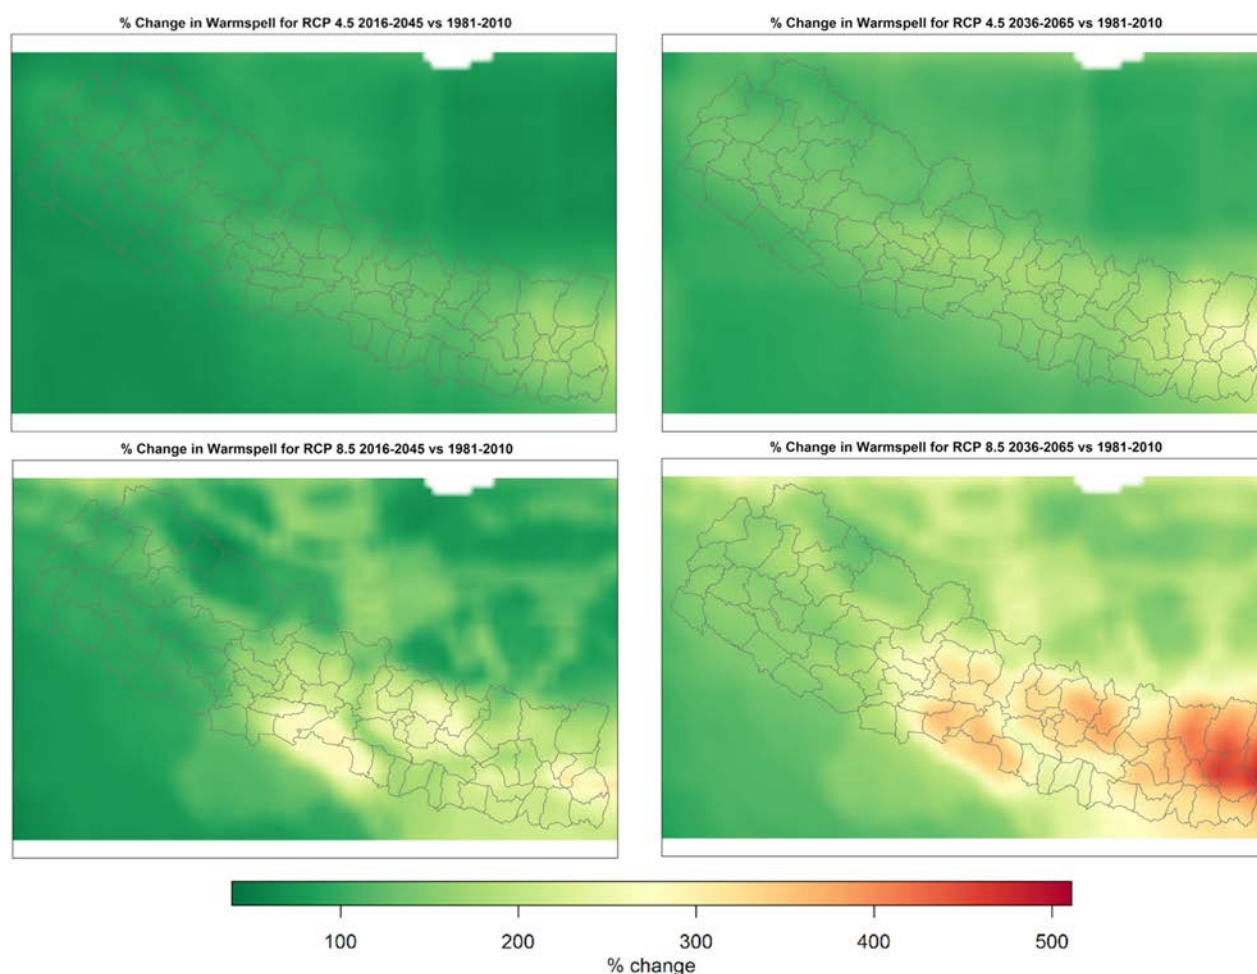 % Change in Warmspell for RCP 4.5 2016-2045 vs 1981-2010
% Change in Warmspell for RCP 4.5 2036-2065 vs 1981-2010
% Change in Warmspell for RCP 8.5 2016-2045 vs 1981-2010
% Change in Warmspell for RCP 8.5 2036-2065 vs 1981-2010
100 200 300 400 500
% change